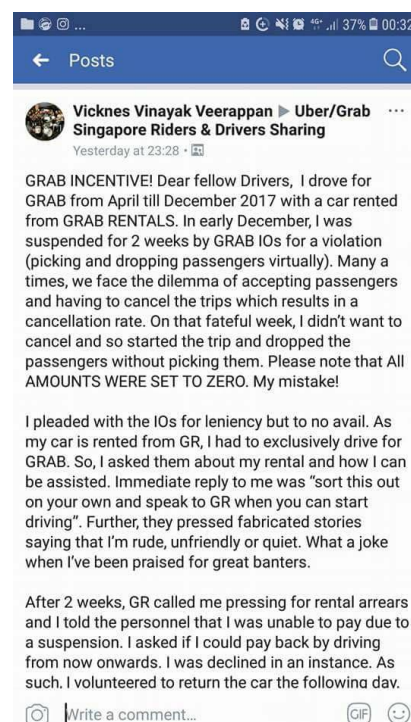 ... 4G+ 37% 00:32
Posts
Vicknes Vinayak Veerappan ▶ Uber/Grab ...
Singapore Riders & Drivers Sharing
Yesterday at 23:28 ·
GRAB INCENTIVE! Dear fellow Drivers,  I drove for
GRAB from April till December 2017 with a car rented
from GRAB RENTALS. In early December, I was
suspended for 2 weeks by GRAB IOs for a violation
(picking and dropping passengers virtually). Many a
times, we face the dilemma of accepting passengers
and having to cancel the trips which results in a
cancellation rate. On that fateful week, I didn't want to
cancel and so started the trip and dropped the
passengers without picking them. Please note that All
AMOUNTS WERE SET TO ZERO. My mistake!
I pleaded with the IOs for leniency but to no avail. As
my car is rented from GR, I had to exclusively drive for
GRAB. So, I asked them about my rental and how I can
be assisted. Immediate reply to me was "sort this out
on your own and speak to GR when you can start
driving". Further, they pressed fabricated stories
saying that I'm rude, unfriendly or quiet. What a joke
when I've been praised for great banters.
After 2 weeks, GR called me pressing for rental arrears
and I told the personnel that I was unable to pay due to
a suspension. I asked if I could pay back by driving
from now onwards. I was declined in an instance. As
such, I volunteered to return the car the following day.
Write a comment... GIF